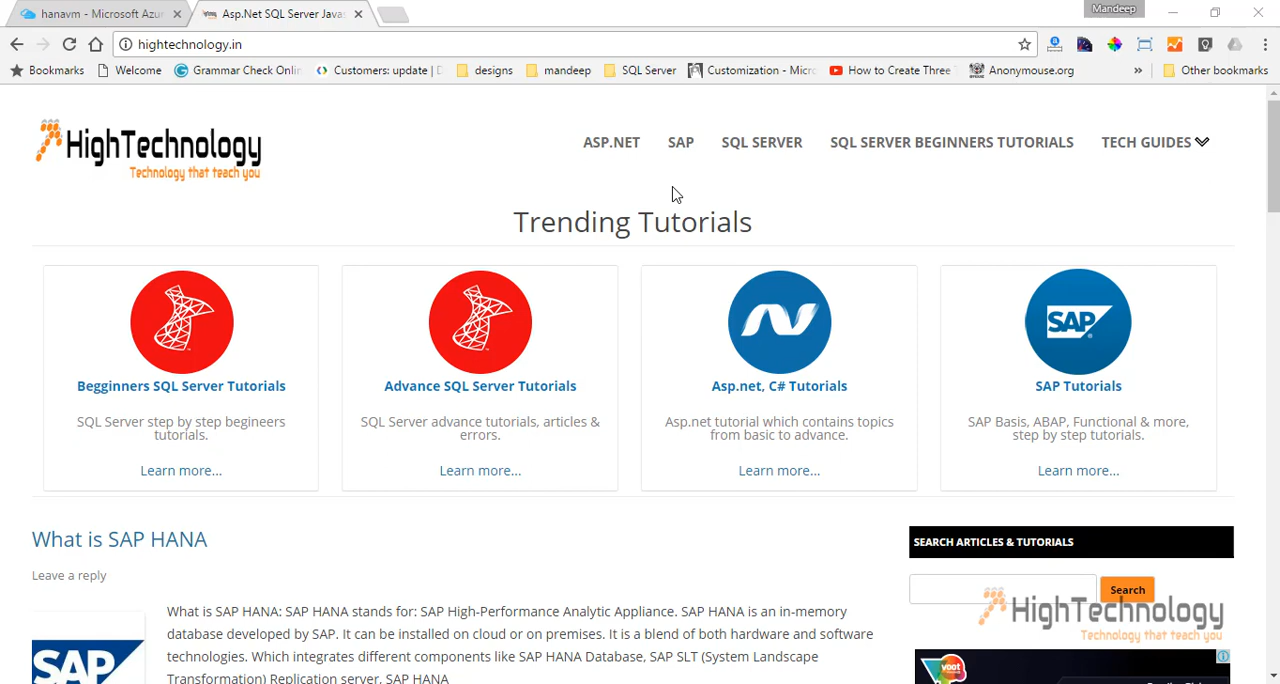 hanavm - Microsoft Azur
Asp.Net SQL Server Javas
Mandeep
hightechnology.in
Bookmarks
Welcome
Grammar Check Onlin
Customers: update | D
designs
mandeep
SQL Server
Customization - Micro
How to Create Three
Anonymouse.org
»
Other bookmarks
HighTechnology
Technology that teach you
ASP.NET
SAP
SQL SERVER
SQL SERVER BEGINNERS TUTORIALS
TECH GUIDES
Trending Tutorials
Begginners SQL Server Tutorials
SQL Server step by step begineers
tutorials.
Learn more...
Advance SQL Server Tutorials
SQL Server advance tutorials, articles &
errors.
Learn more...
Asp.net, C# Tutorials
Asp.net tutorial which contains topics
from basic to advance.
Learn more...
SAP
SAP Tutorials
SAP Basis, ABAP, Functional & more,
step by step tutorials.
Learn more...
What is SAP HANA
Leave a reply
SAP
What is SAP HANA: SAP HANA stands for: SAP High-Performance Analytic Appliance. SAP HANA is an in-memory
database developed by SAP. It can be installed on cloud or on premises. It is a blend of both hardware and software
technologies. Which integrates different components like SAP HANA Database, SAP SLT (System Landscape
Transformation) Replication server, SAP HANA
SEARCH ARTICLES & TUTORIALS
Search
HighTechnology
Technology that teach you
voot